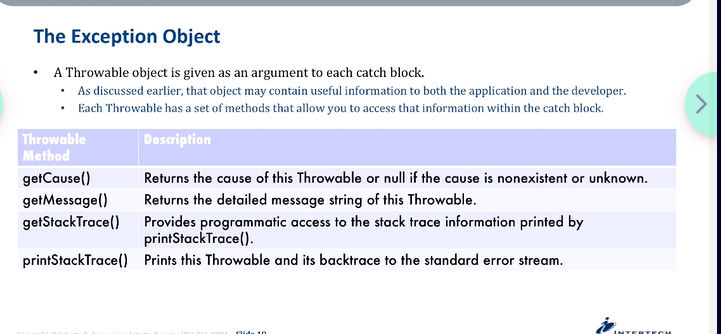 The Exception Object
• A Throwable object is given as an argument to each catch block.
• As discussed earlier, that object may contain useful information to both the application and the developer.
• Each Throwable has a set of methods that allow you to access that information within the catch block.
Throwable Description
Method
getCause() Returns the cause of this Throwable or null if the cause is nonexistent or unknown.
getMessage() Returns the detailed message string of this Throwable.
getStackTrace() Provides programmatic access to the stack trace information printed by
printStackTrace().
printStackTrace() Prints this Throwable and its backtrace to the standard error stream.
Slide 19
INTERTECH